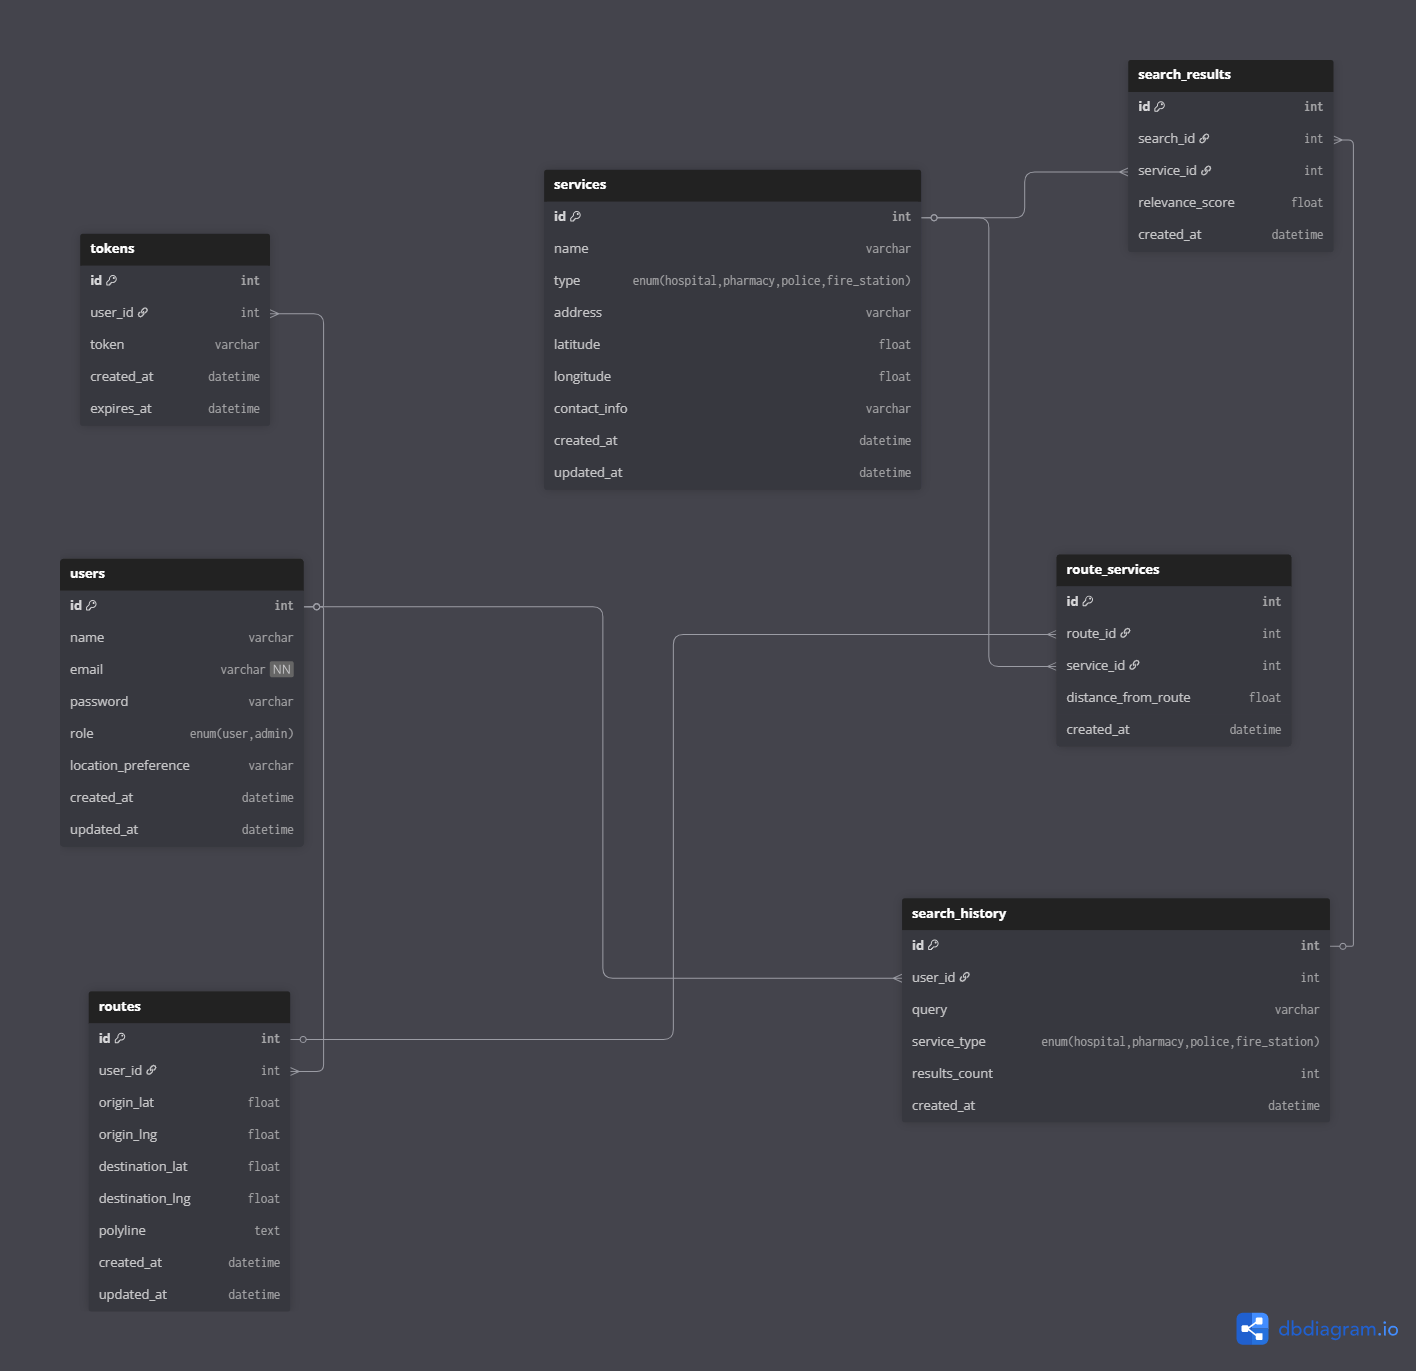 search_results
id int
search_id int
service_id int
relevance_score float
created_at datetime
services
id int
name varchar
type enum(hospital,pharmacy,police,fire_station)
address varchar
latitude float
longitude float
contact_info varchar
created_at datetime
updated_at datetime
tokens
id int
user_id int
token varchar
created_at datetime
expires_at datetime
users
id int
name varchar
email varchar NN
password varchar
role enum(user,admin)
location_preference varchar
created_at datetime
updated_at datetime
route_services
id int
route_id int
service_id int
distance_from_route float
created_at datetime
search_history
id int
user_id int
query varchar
service_type enum(hospital,pharmacy,police,fire_station)
results_count int
created_at datetime
routes
id int
user_id int
origin_lat float
origin_lng float
destination_lat float
destination_lng float
polyline text
created_at datetime
updated_at datetime
dbdiagram.io